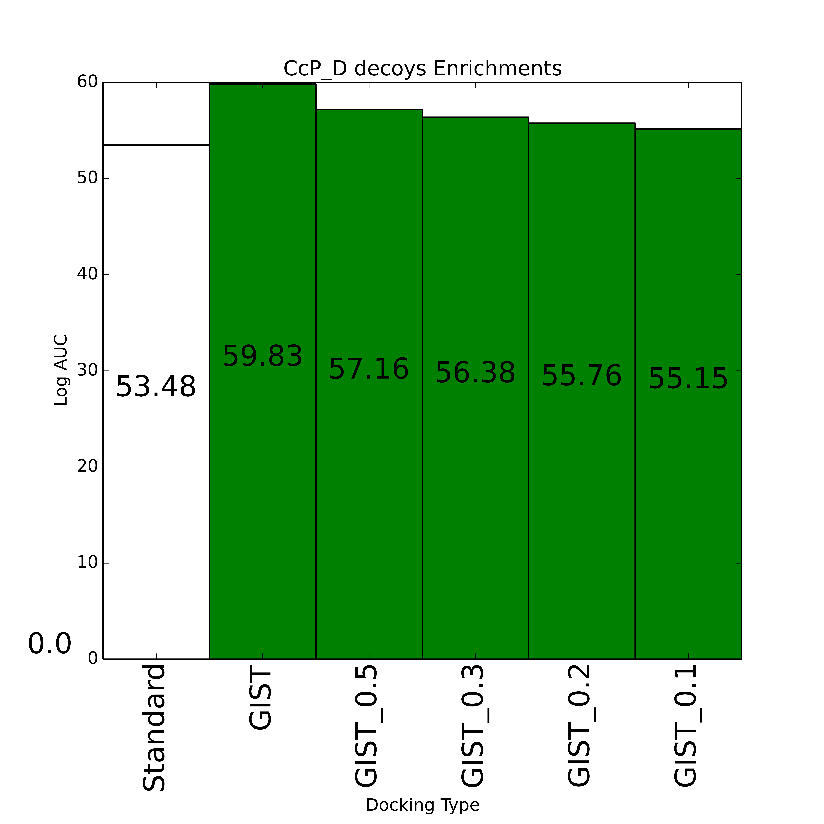 CcP_D decoys Enrichments
60
50
40
30
20
10
0
Log AUC
0.0
53.48
59.83
57.16
56.38
55.76
55.15
Standard
GIST
GIST_0.5
GIST_0.3
GIST_0.2
GIST_0.1
Docking Type